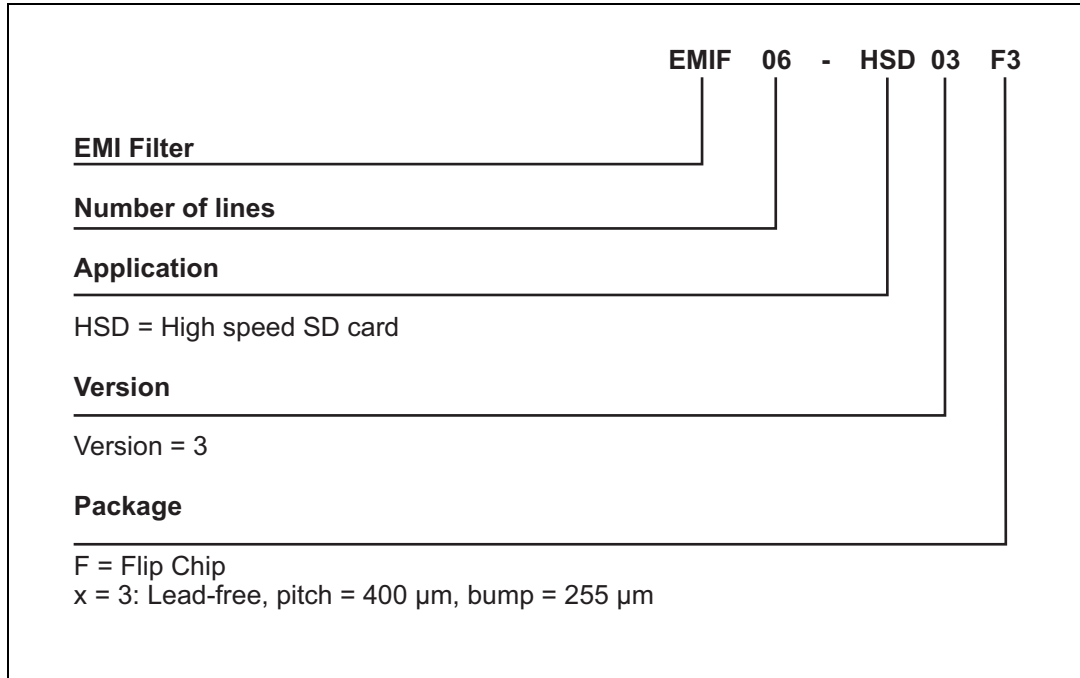 EMIF 06 - HSD 03 F3
EMI Filter
Number of lines
Application
HSD = High speed SD card
Version
Version = 3
Package
F = Flip Chip
x = 3: Lead-free, pitch = 400 µm, bump = 255 µm